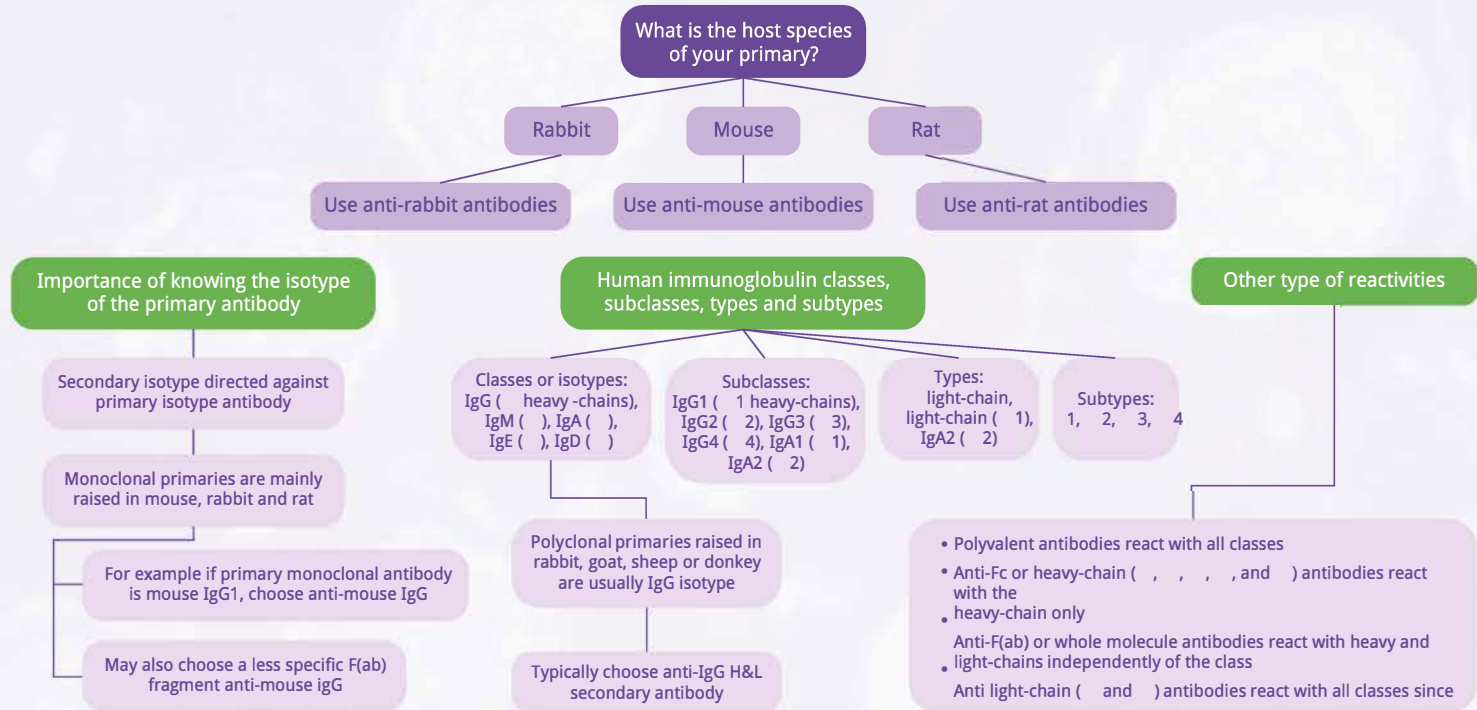 What is the host species
of your primary?
Rabbit
Mouse
Rat
Use anti-rabbit antibodies
Use anti-mouse antibodies
Use anti-rat antibodies
Importance of knowing the isotype
of the primary antibody
Secondary isotype directed against
primary isotype antibody
Monoclonal primaries are mainly
raised in mouse, rabbit and rat
For example if primary monoclonal antibody
is mouse IgG1, choose anti-mouse IgG
May also choose a less specific F(ab)
fragment anti-mouse igG
Human immunoglobulin classes,
subclasses, types and subtypes
Classes or isotypes:
IgG ( heavy -chains),
IgM ( ), IgA ( ),
IgE ( ), IgD ( )
Polyclonal primaries raised in
rabbit, goat, sheep or donkey
are usually IgG isotype
Typically choose anti-IgG H&L
secondary antibody
Subclasses:
IgG1 ( 1 heavy-chains),
IgG2 ( 2), IgG3 ( 3),
IgG4 ( 4), IgA1 ( 1),
IgA2 ( 2)
Types:
light-chain,
light-chain ( 1),
IgA2 ( 2)
Subtypes:
1, 2, 3, 4
Other type of reactivities
• Polyvalent antibodies react with all classes
• Anti-Fc or heavy-chain ( , , , , and ) antibodies react
with the
• heavy-chain only
Anti-F(ab) or whole molecule antibodies react with heavy and
• light-chains independently of the class
Anti light-chain ( and ) antibodies react with all classes since